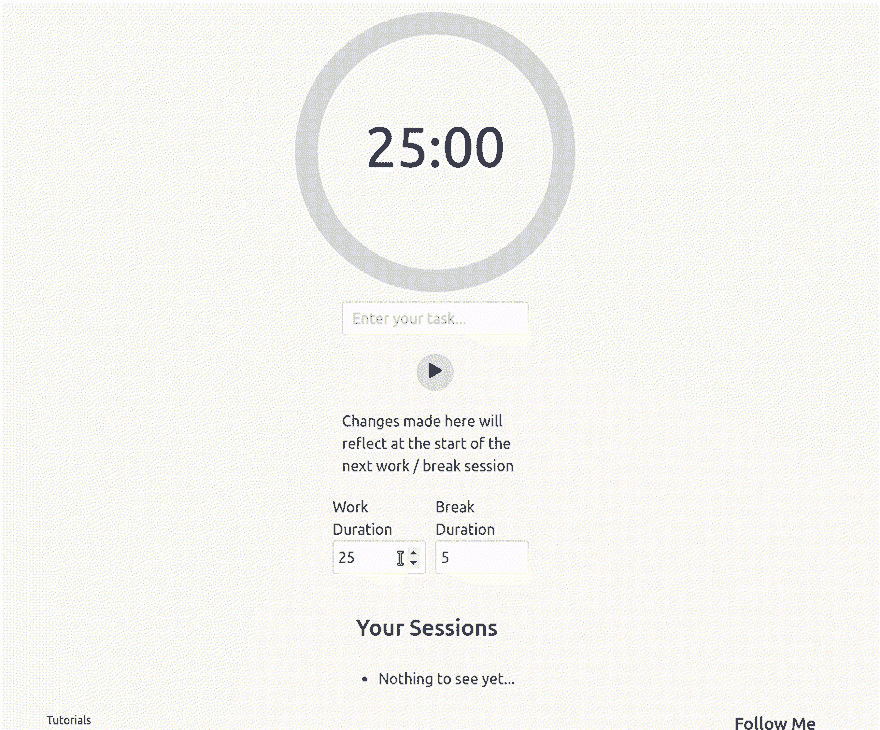 25:00
Enter your task...
Changes made here will
reflect at the start of the
next work / break session
Work Break
Duration Duration
25 5
Your Sessions
• Nothing to see yet...
Tutorials
Follow Me